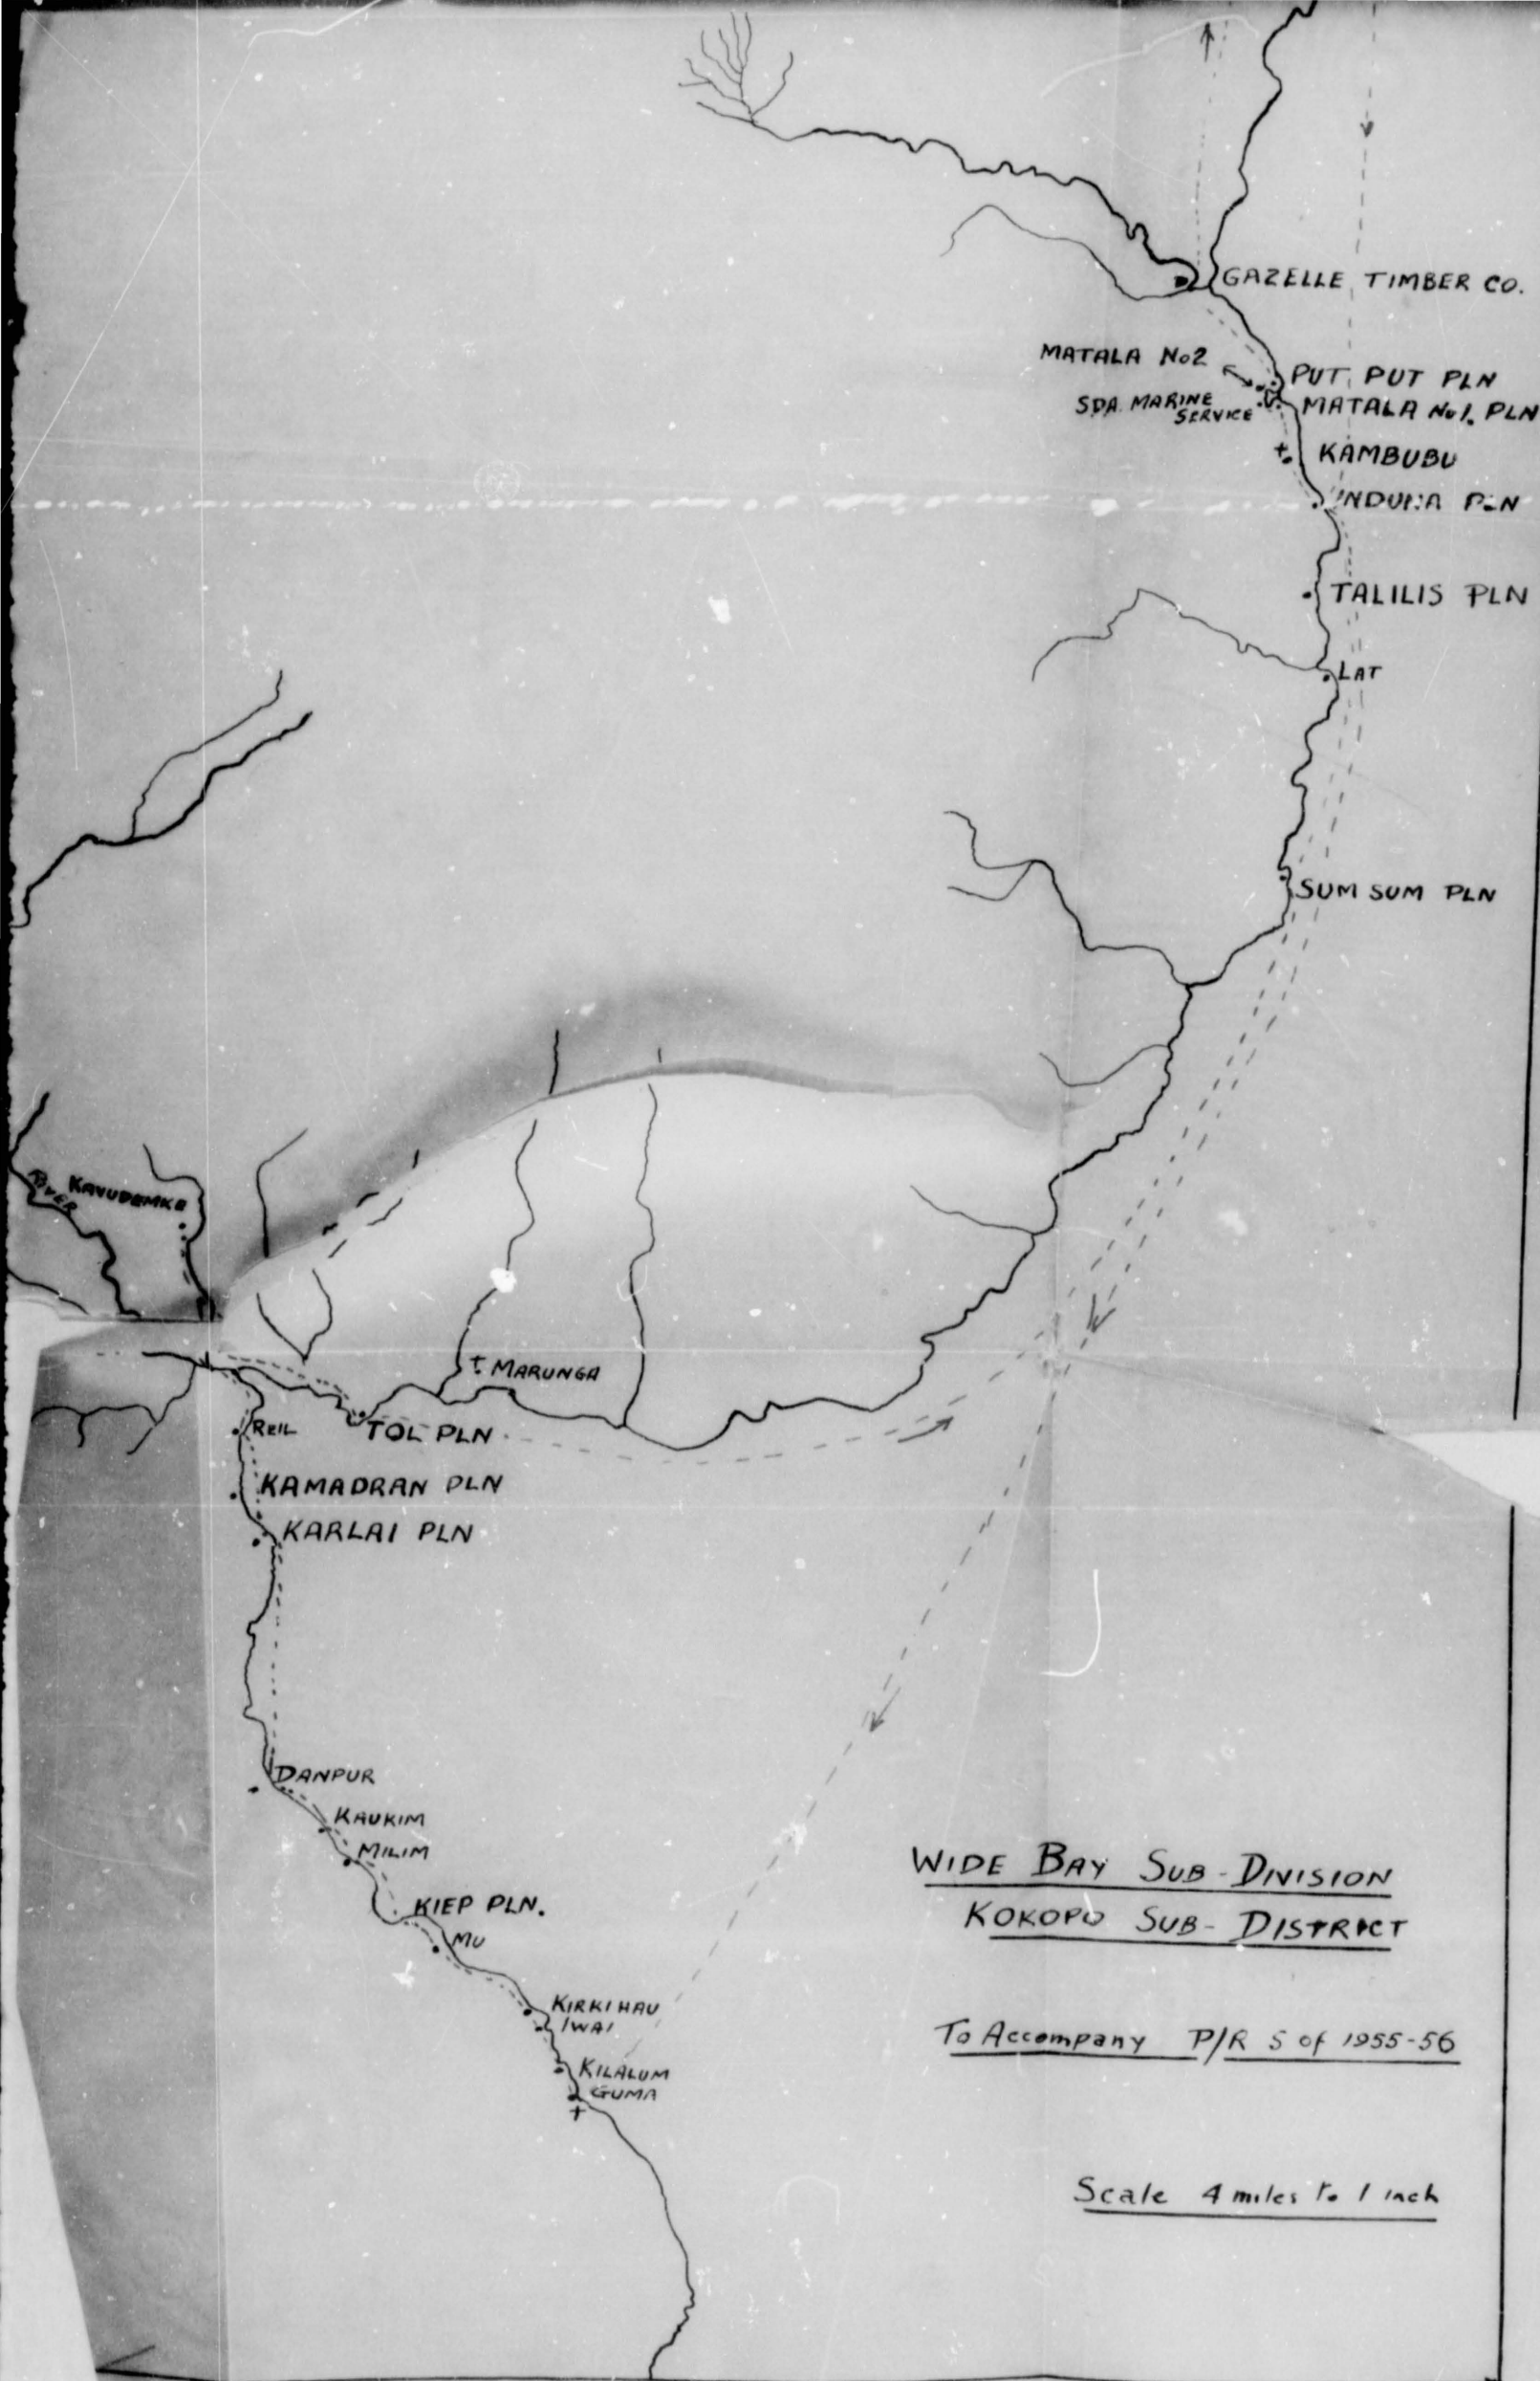 GAZELLE TIMBER CO.
MATALA No2
PUT PUT PLN
SDA. MARINE
SERVICE
MATALA No1. PLN
KAMBUBU
PLN
TALILIS PLN
LAT
SUM SUM PLN
RIVER
MARUNGA
REIL
TOL PLN
KAMADRAN PLN
KARLAI PLN
DANPUR
KAUKIM
MILIM
KIEP PLN.
MU
KIRKIHAU
IWAI
KILALUM
GUMA
WIDE BAY SUB-DIVISION
KOKOPO SUB-DISTRICT
To Accompany P/R 5 of 1955-56
Scale 4 miles to 1 inch